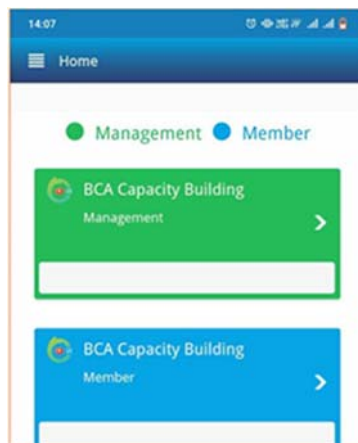 14:07
Home
Management Member
BCA Capacity Building
Management
BCA Capacity Building
Member